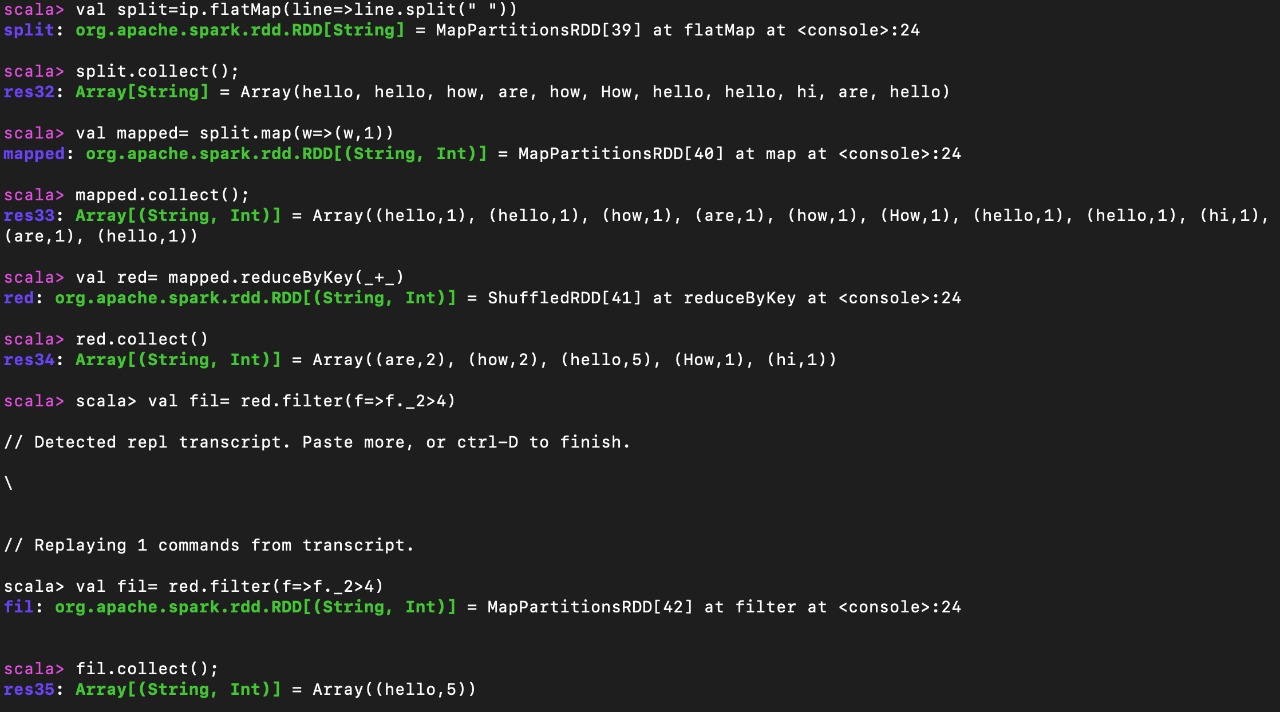 scala> val split=ip.flatMap(line=>line.split(" "))
split: org.apache.spark.rdd.RDD[String] = MapPartitionsRDD[39] at flatMap at <console>:24
scala> split.collect();
res32: Array[String] = Array(hello, hello, how, are, how, How, hello, hello, hi, are, hello)
scala> val mapped= split.map(w=>(w,1))
mapped: org.apache.spark.rdd.RDD[(String, Int)] = MapPartitionsRDD[40] at map at <console>:24
scala> mapped.collect();
res33: Array[(String, Int)] = Array((hello,1), (hello,1), (how,1), (are,1), (how,1), (How,1), (hello,1), (hello,1), (hi,1),
(are,1), (hello,1))
scala> val red= mapped.reduceByKey(_+_)
red: org.apache.spark.rdd.RDD[(String, Int)] = ShuffledRDD[41] at reduceByKey at <console>:24
scala> red.collect()
res34: Array[(String, Int)] = Array((are,2), (how,2), (hello,5), (How,1), (hi,1))
scala> scala> val fil= red.filter(f=>f._2>4)
// Detected repl transcript. Paste more, or ctrl-D to finish.
\
// Replaying 1 commands from transcript.
scala> val fil= red.filter(f=>f._2>4)
fil: org.apache.spark.rdd.RDD[(String, Int)] = MapPartitionsRDD[42] at filter at <console>:24
scala> fil.collect();
res35: Array[(String, Int)] = Array((hello,5))